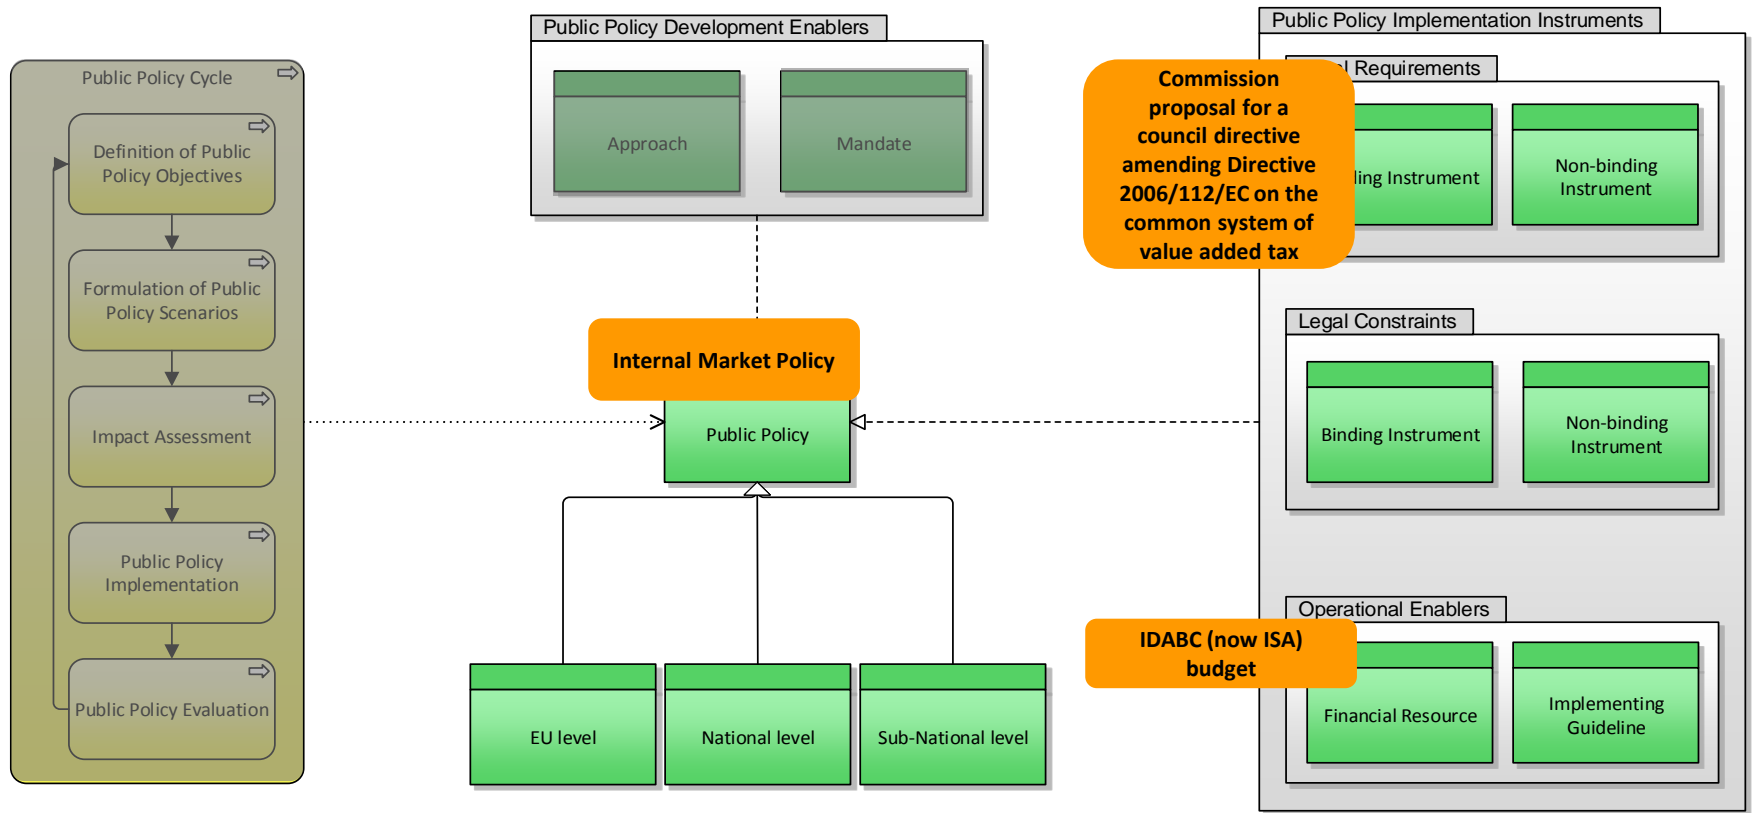 Public Policy Cycle
Definition of Public
Policy Objectives
Formulation of Public
Policy Scenarios
Impact Assessment
Public Policy
Implementation
Public Policy Evaluation
Public Policy Development Enablers
Approach
Mandate
Internal Market Policy
Public Policy
EU level
National level
Sub-National level
Public Policy Implementation Instruments
Requirements
Commission
proposal for a
council directive
amending Directive
2006/112/EC on the
common system of
value added tax
Instrument
Non-binding
Instrument
Legal Constraints
Binding Instrument
Non-binding
Instrument
Operational Enablers
IDABC (now ISA)
budget
Financial Resource
Implementing
Guideline